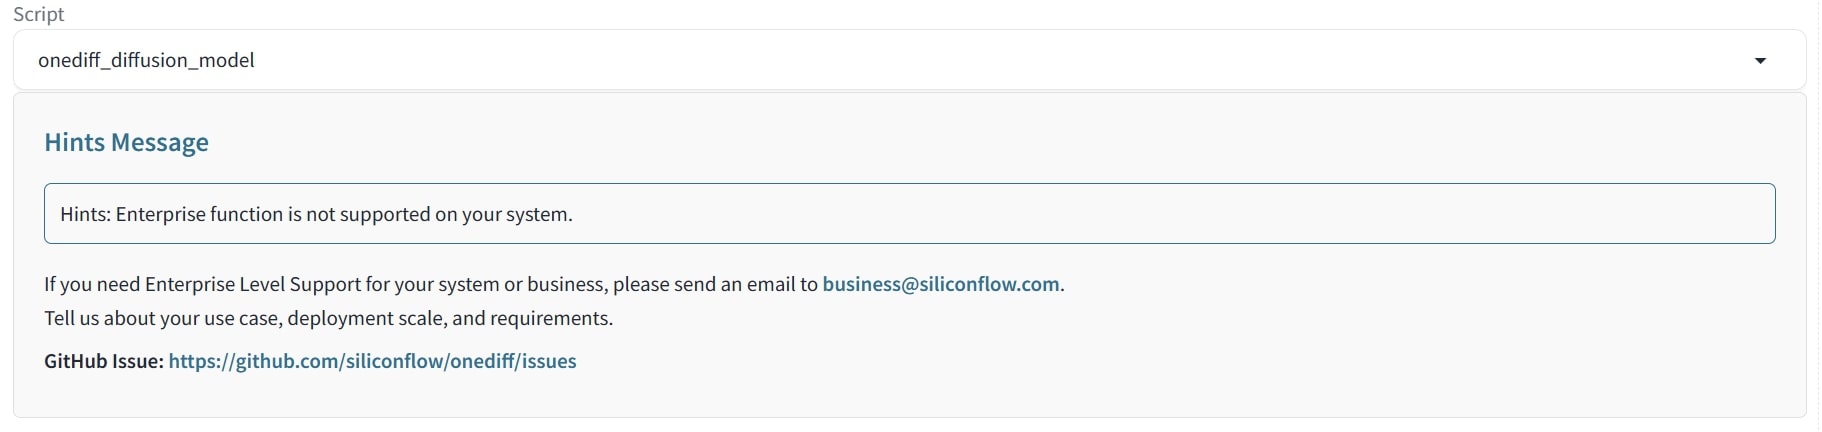 Script
onediff_diffusion_model
Hints Message
Hints: Enterprise function is not supported on your system.
If you need Enterprise Level Support for your system or business, please send an email to business@siliconflow.com.
Tell us about your use case, deployment scale, and requirements.
GitHub Issue: https://github.com/siliconflow/onediff/issues